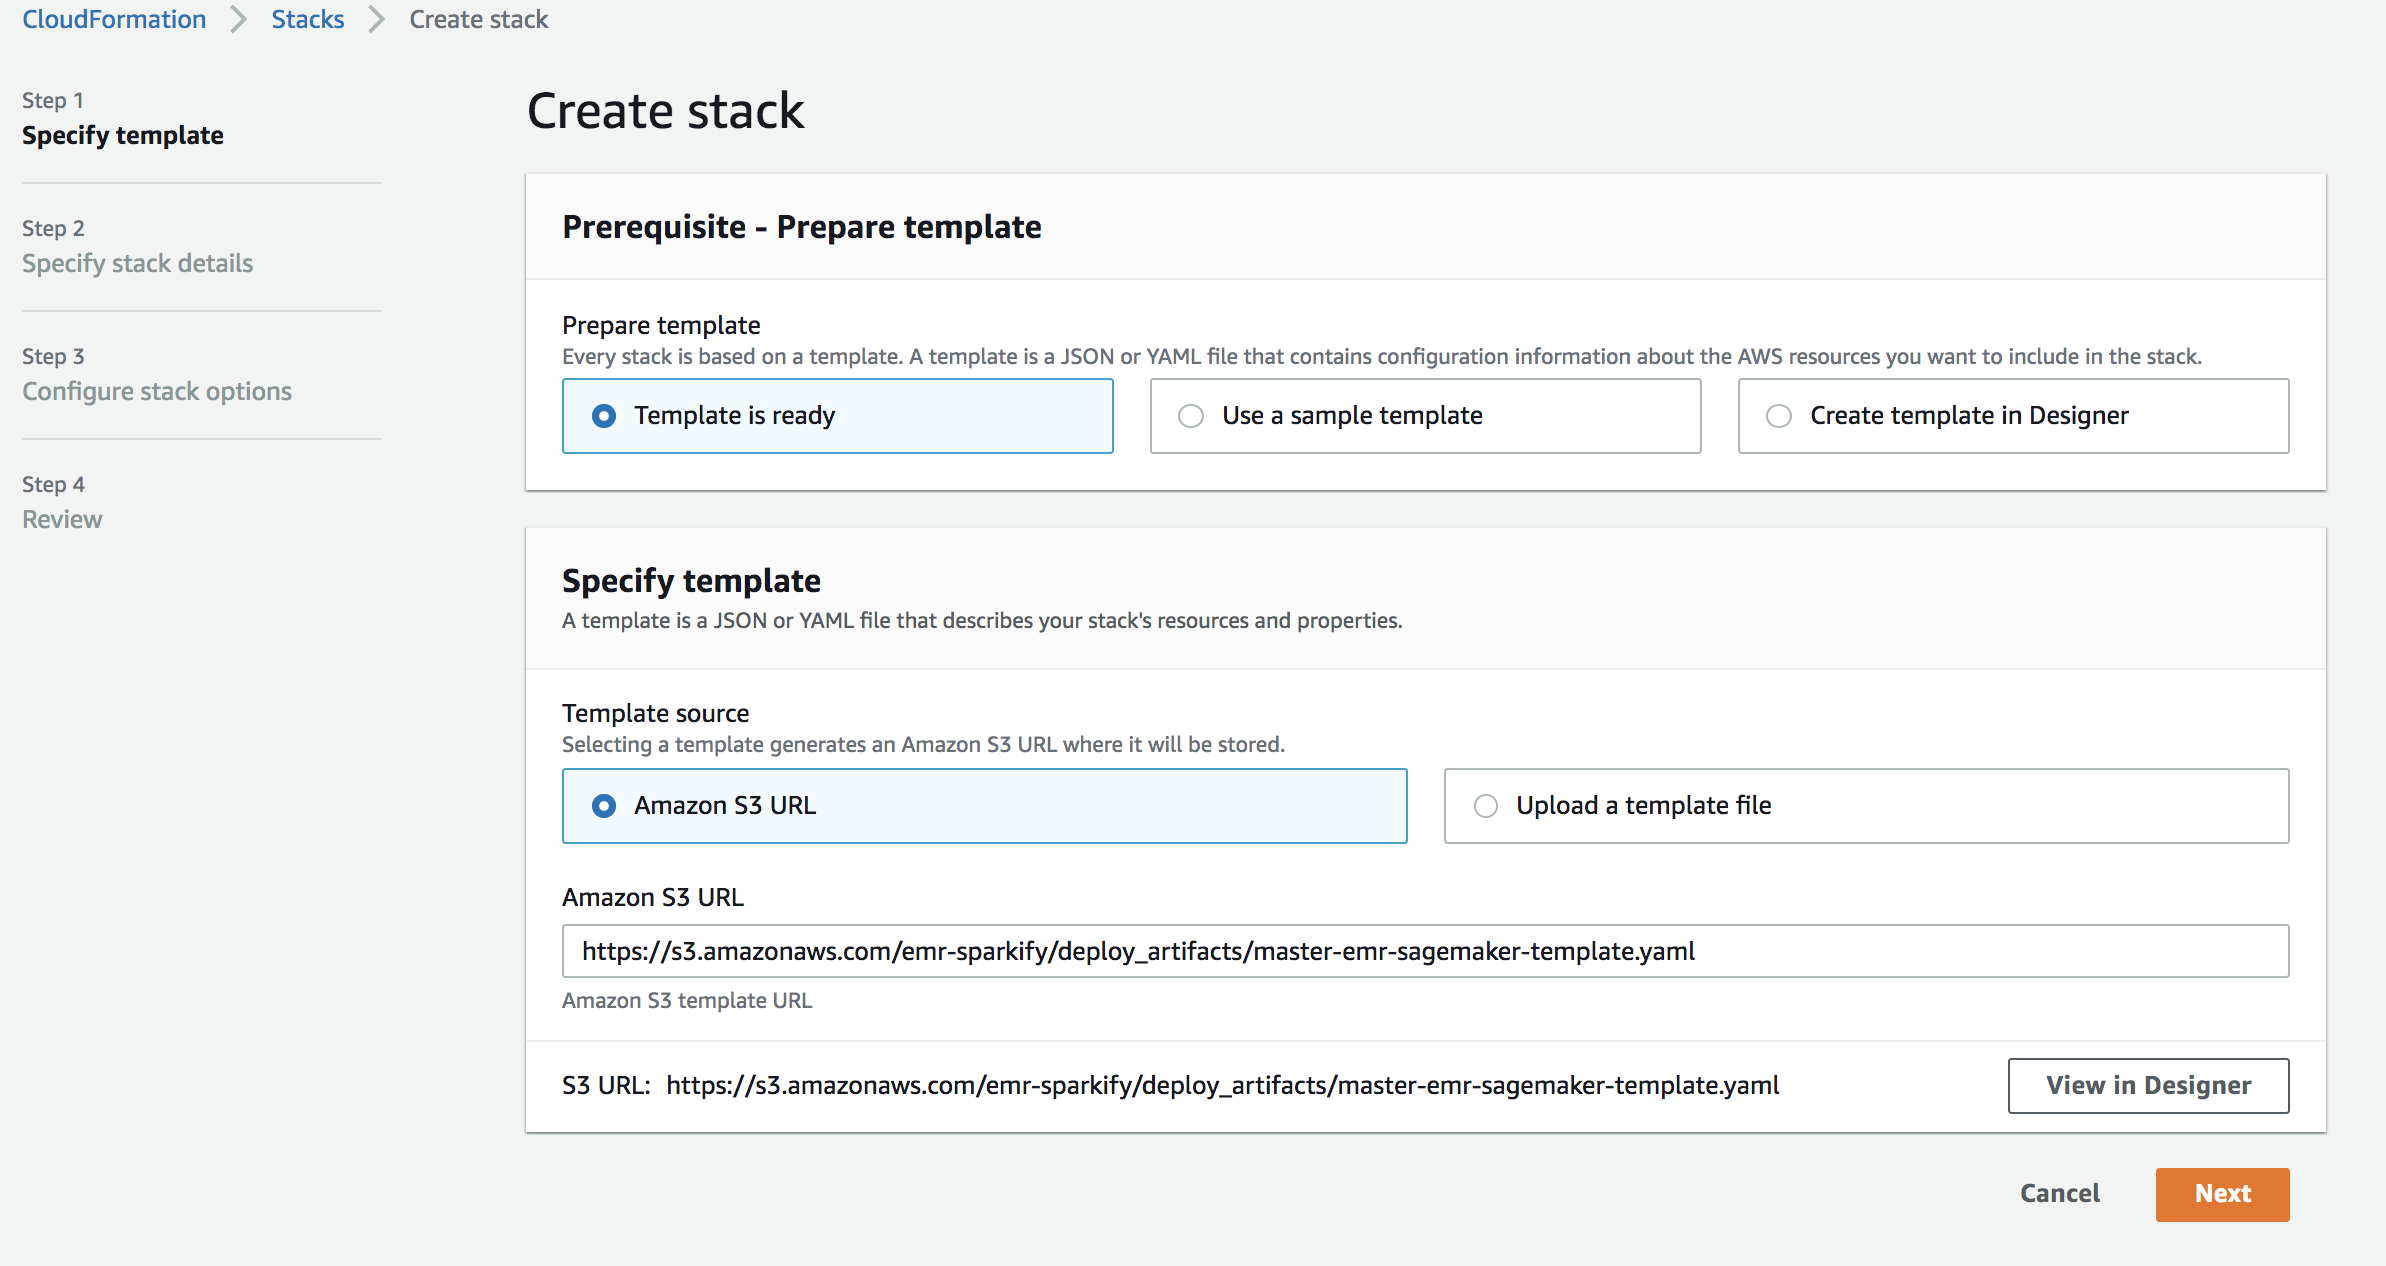 CloudFormation > Stacks > Create stack
Step 1
Specify template
Step 2
Specify stack details
Step 3
Configure stack options
Step 4
Review
Create stack
Prerequisite - Prepare template
Prepare template
Every stack is based on a template. A template is a JSON or YAML file that contains configuration information about the AWS resources you want to include in the stack.
Template is ready
Use a sample template
Create template in Designer
Specify template
A template is a JSON or YAML file that describes your stack's resources and properties.
Template source
Selecting a template generates an Amazon S3 URL where it will be stored.
Amazon S3 URL
Upload a template file
Amazon S3 URL
https://s3.amazonaws.com/emr-sparkify/deploy_artifacts/master-emr-sagemaker-template.yaml
Amazon S3 template URL
S3 URL: https://s3.amazonaws.com/emr-sparkify/deploy_artifacts/master-emr-sagemaker-template.yaml
View in Designer
Cancel
Next